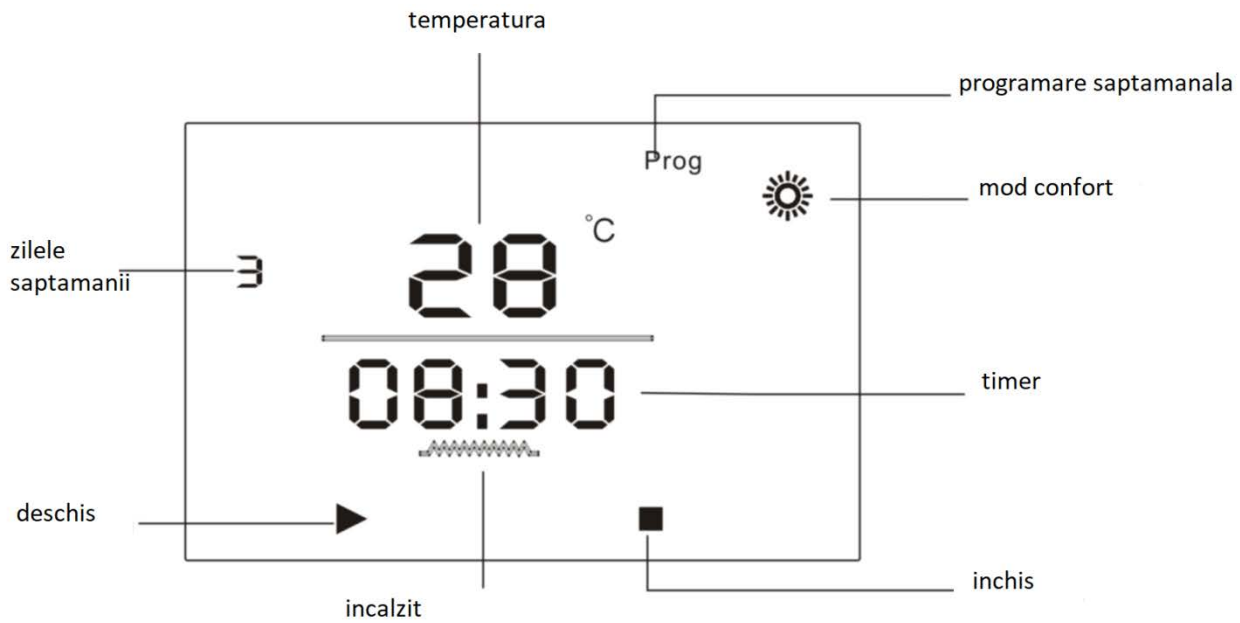 temperatura
programare saptamanala
Prog
mod confort
°C
zilele
saptamanii
3
28
08:30
timer
deschis
inchis
incalzit